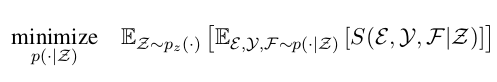 minimize p(·|Z) 𝔼_{Z∼p_z(·)} [𝔼_{ℰ,𝒴,ℱ∼p(·|Z)} [S(ℰ, 𝒴, ℱ|Z)]]